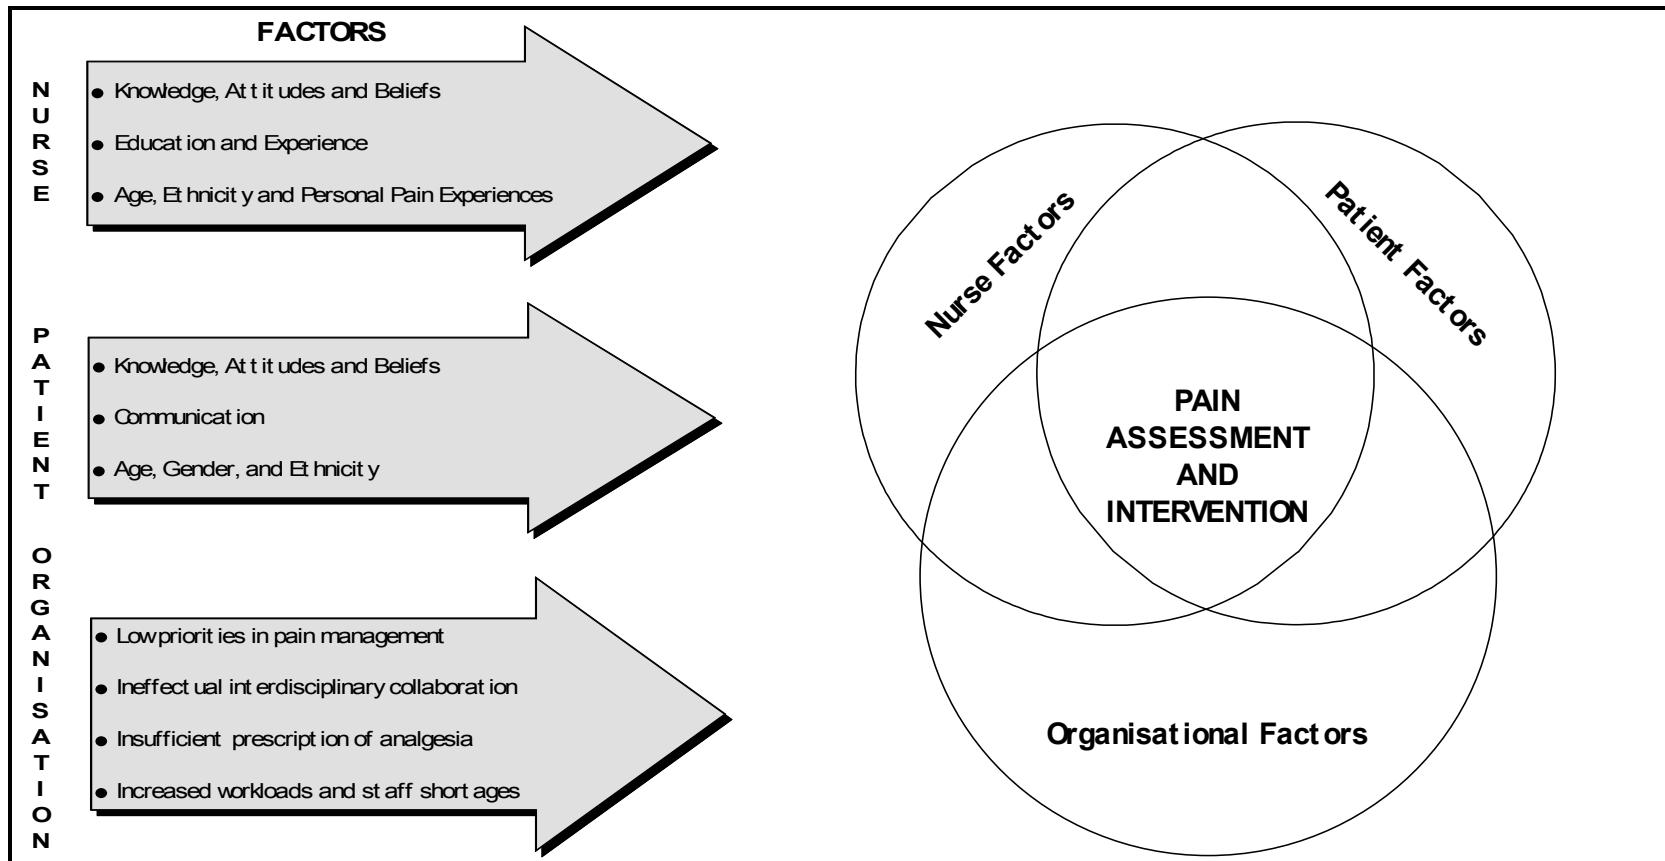 FACTORS
NURSE
• Knowledge, Attitudes and Beliefs
• Education and Experience
• Age, Ethnicity and Personal Pain Experiences
PATIENT
• Knowledge, Attitudes and Beliefs
• Communication
• Age, Gender, and Ethnicity
ORGANISATION
• Low priorities in pain management
• Ineffectual interdisciplinary collaboration
• Insufficient prescription of analgesia
• Increased workloads and staff shortages
Nurse Factors
Patient Factors
PAIN
ASSESSMENT
AND
INTERVENTION
Organisational Factors